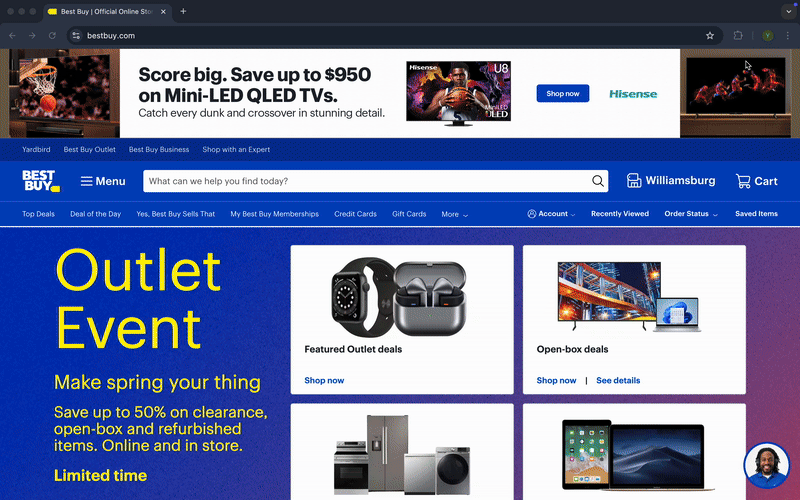 Best Buy | Official Online Sto
bestbuy.com
Y
Score big. Save up to $950
on Mini-LED QLED TVs.
Catch every dunk and crossover in stunning detail.
Hisense
U8
MiniLED
QLED
Shop now
Hisense
Yardbird
Best Buy Outlet
Best Buy Business
Shop with an Expert
BEST
BUY
Menu
What can we help you find today?
Williamsburg
Cart
Top Deals
Deal of the Day
Yes, Best Buy Sells That
My Best Buy Memberships
Credit Cards
Gift Cards
More
Account
Recently Viewed
Order Status
Saved Items
Outlet
Event
Make spring your thing
Save up to 50% on clearance,
open-box and refurbished
items. Online and in store.
Limited time
Featured Outlet deals
Shop now
Open-box deals
Shop now | See details